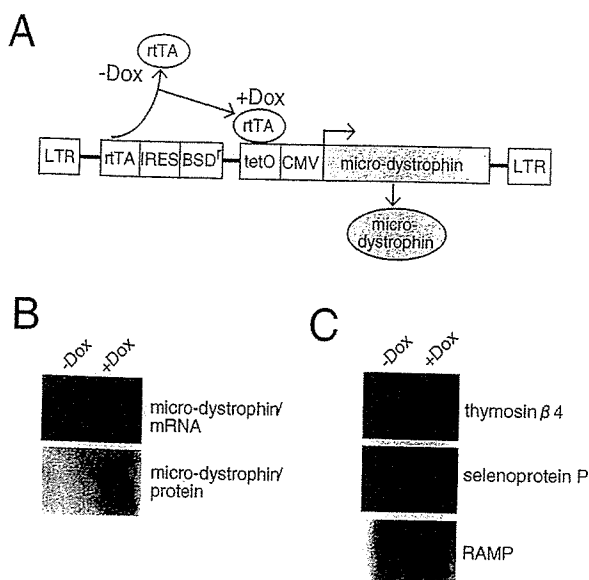 A
rtTA
-Dox
+Dox
rtTA
LTR
rtTA
IRES
BSDr
tetO
CMV
micro-dystrophin
LTR
micro-
dystrophin
B
-Dox
+Dox
micro-dystrophin/
mRNA
micro-dystrophin/
protein
C
-Dox
+Dox
thymosin β 4
selenoprotein P
RAMP